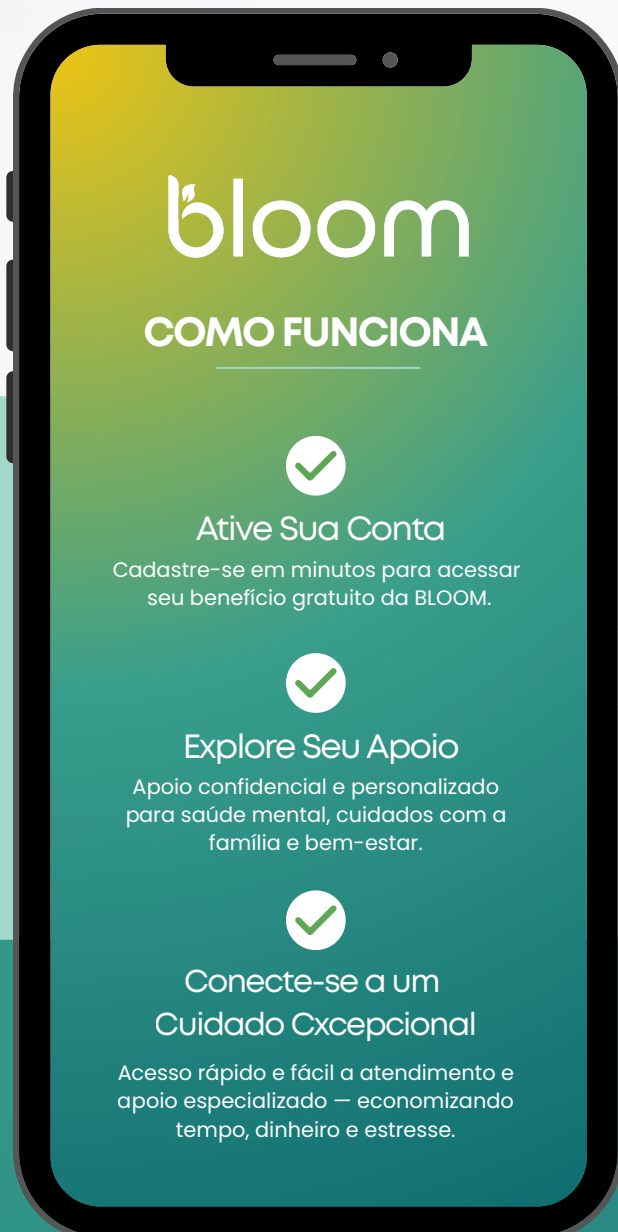 bloom
COMO FUNCIONA
Ative Sua Conta
Cadastre-se em minutos para acessar
seu benefício gratuito da BLOOM.
Explore Seu Apoio
Apoio confidencial e personalizado
para saúde mental, cuidados com a
família e bem-estar.
Conecte-se a um
Cuidado Cxcepcional
Acesso rápido e fácil a atendimento e
apoio especializado — economizando
tempo, dinheiro e estresse.